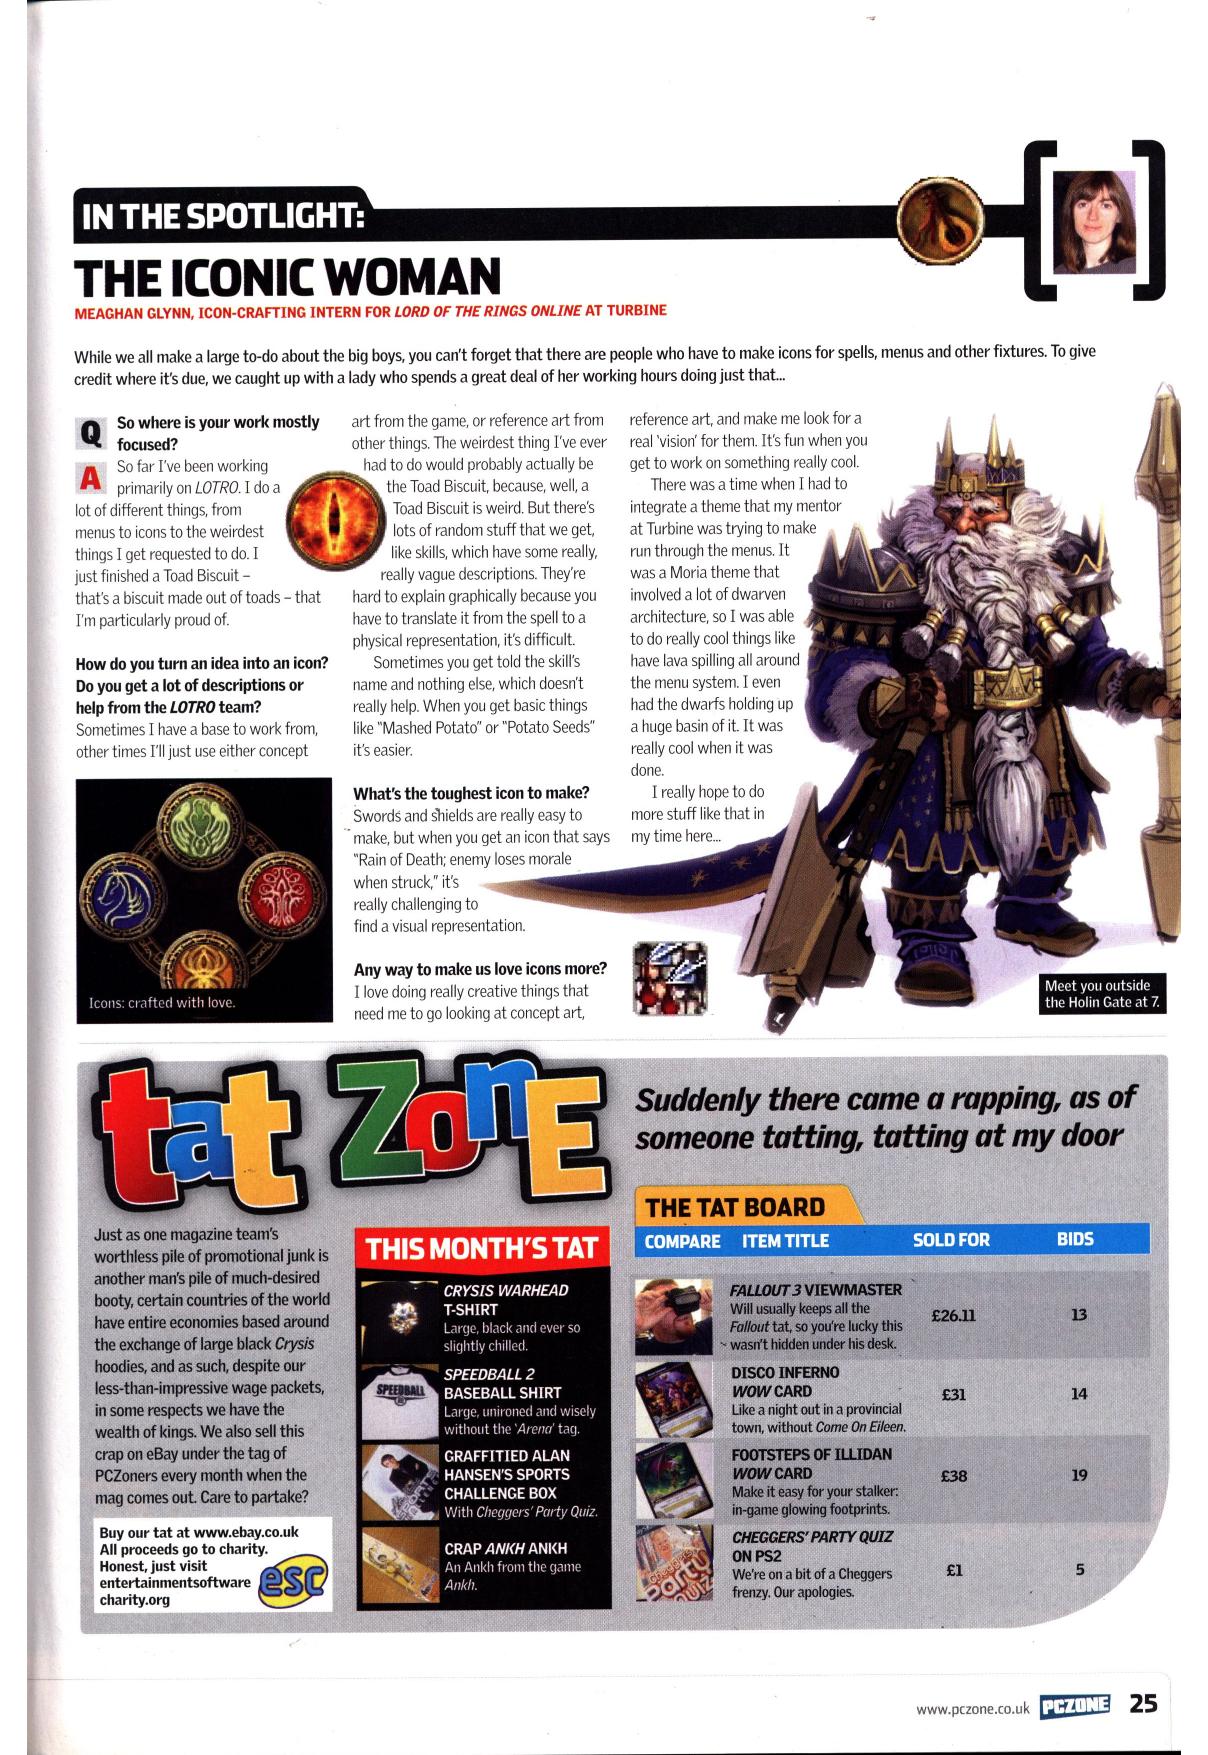 IN THE SPOTLIGHT:
THE ICONIC WOMAN
MEAGHAN GLYNN, ICON-CRAFTING INTERN FOR LORD OF THE RINGS ONLINE AT TURBINE
While we all make a large to-do about the big boys, you can't forget that there are people who have to make icons for spells, menus and other fixtures. To give
credit where it's due, we caught up with a lady who spends a great deal of her working hours doing just that...
Q So where is your work mostly
focused?
A So far I've been working
primarily on LOTRO. I do a
lot of different things, from
menus to icons to the weirdest
things I get requested to do. I
just finished a Toad Biscuit –
that's a biscuit made out of toads – that
I'm particularly proud of.
How do you turn an idea into an icon?
Do you get a lot of descriptions or
help from the LOTRO team?
Sometimes I have a base to work from,
other times I'll just use either concept
Icons: crafted with love.
art from the game, or reference art from
other things. The weirdest thing I've ever
had to do would probably actually be
the Toad Biscuit, because, well, a
Toad Biscuit is weird. But there's
lots of random stuff that we get,
like skills, which have some really,
really vague descriptions. They're
hard to explain graphically because you
have to translate it from the spell to a
physical representation, it's difficult.
Sometimes you get told the skill's
name and nothing else, which doesn't
really help. When you get basic things
like "Mashed Potato" or "Potato Seeds"
it's easier.
What's the toughest icon to make?
Swords and shields are really easy to
make, but when you get an icon that says
"Rain of Death; enemy loses morale
when struck," it's
really challenging to
find a visual representation.
Any way to make us love icons more?
I love doing really creative things that
need me to go looking at concept art,
reference art, and make me look for a
real 'vision' for them. It's fun when you
get to work on something really cool.
There was a time when I had to
integrate a theme that my mentor
at Turbine was trying to make
run through the menus. It
was a Moria theme that
involved a lot of dwarven
architecture, so I was able
to do really cool things like
have lava spilling all around
the menu system. I even
had the dwarfs holding up
a huge basin of it. It was
really cool when it was
done.
I really hope to do
more stuff like that in
my time here...
Meet you outside
the Holin Gate at 7.
tat ZonE
Just as one magazine team's
worthless pile of promotional junk is
another man's pile of much-desired
booty, certain countries of the world
have entire economies based around
the exchange of large black Crysis
hoodies, and as such, despite our
less-than-impressive wage packets,
in some respects we have the
wealth of kings. We also sell this
crap on eBay under the tag of
PCZoners every month when the
mag comes out. Care to partake?
Buy our tat at www.ebay.co.uk
All proceeds go to charity.
Honest, just visit
entertainmentsoftware
charity.org
esc
THIS MONTH'S TAT
CRYSIS WARHEAD
T-SHIRT
Large, black and ever so
slightly chilled.
SPEEDBALL
SPEEDBALL 2
BASEBALL SHIRT
Large, unironed and wisely
without the 'Arena' tag.
GRAFFITIED ALAN
HANSEN'S SPORTS
CHALLENGE BOX
With Cheggers' Party Quiz.
CRAP ANKH ANKH
An Ankh from the game
Ankh.
Suddenly there came a rapping, as of
someone tatting, tatting at my door
THE TAT BOARD
COMPARE ITEM TITLE SOLD FOR BIDS
FALLOUT 3 VIEWMASTER
Will usually keeps all the
Fallout tat, so you're lucky this
wasn't hidden under his desk.
£26.11 13
DISCO INFERNO
WOW CARD
Like a night out in a provincial
town, without Come On Eileen.
£31 14
FOOTSTEPS OF ILLIDAN
WOW CARD
Make it easy for your stalker:
in-game glowing footprints.
£38 19
Cheggers'
Party
Quiz
CHEGGERS' PARTY QUIZ
ON PS2
We're on a bit of a Cheggers
frenzy. Our apologies.
£1 5
www.pczone.co.uk PCZONE 25